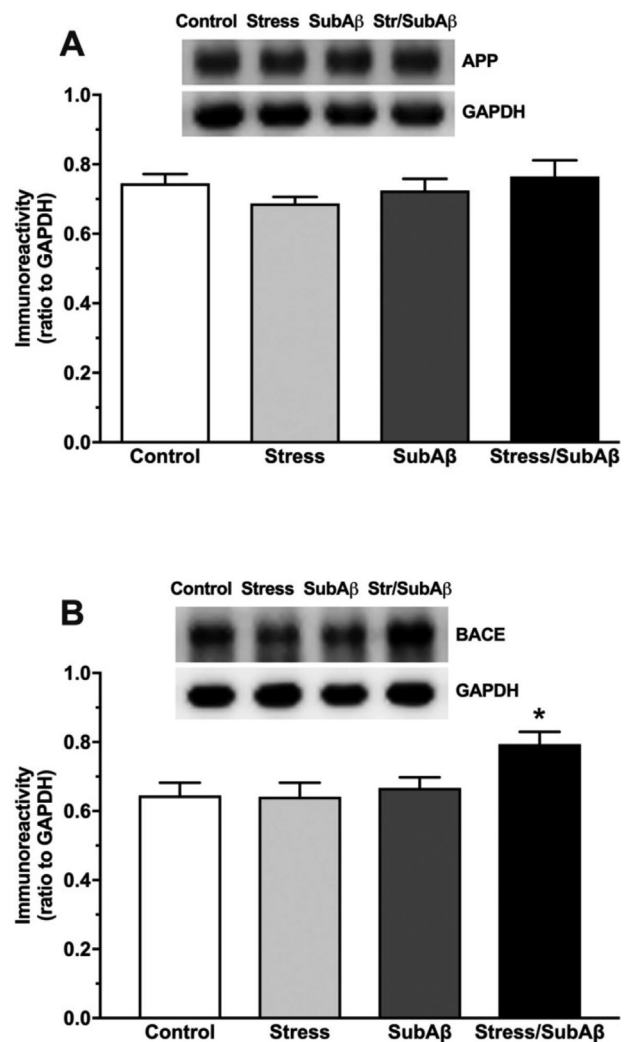 A
Control Stress SubAβ Str/SubAβ
APP
GAPDH
1.0
0.8
0.6
0.4
0.2
0.0
Immunoreactivity
(ratio to GAPDH)
Control Stress SubAβ Stress/SubAβ
B
Control Stress SubAβ Str/SubAβ
BACE
GAPDH
1.0
0.8
0.6
0.4
0.2
0.0
Immunoreactivity
(ratio to GAPDH)
*
Control Stress SubAβ Stress/SubAβ